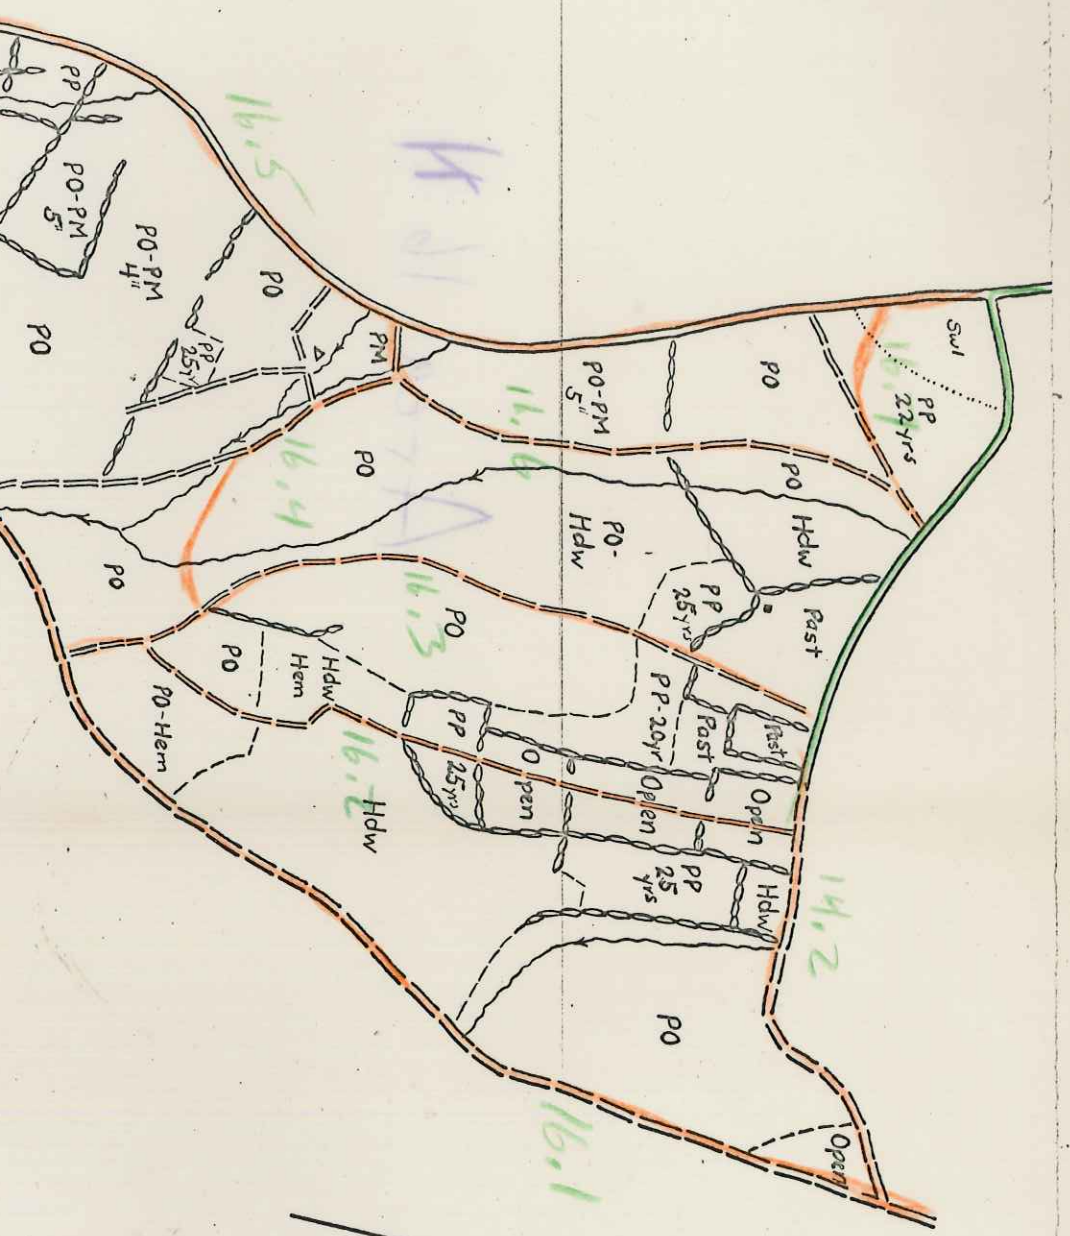 PP
PO-PM
5"
PO-PM
4"
PO
PO
PP
25yr
PM
16.5
PO-PM
5"
PO
Swl
PP
22yrs
16.6
16.4
PO
PO
Hdw
PO-
Hdw
PP
25yrs
Past
PO
PO
16.3
PO
Hdw
Hem
PO-Hem
PP-20yr
Past
Past
PP
25yrs
Open
Open
Open
16.2
Hdw
PP
25
yrs
Hdw
14.2
PO
16.1
Open